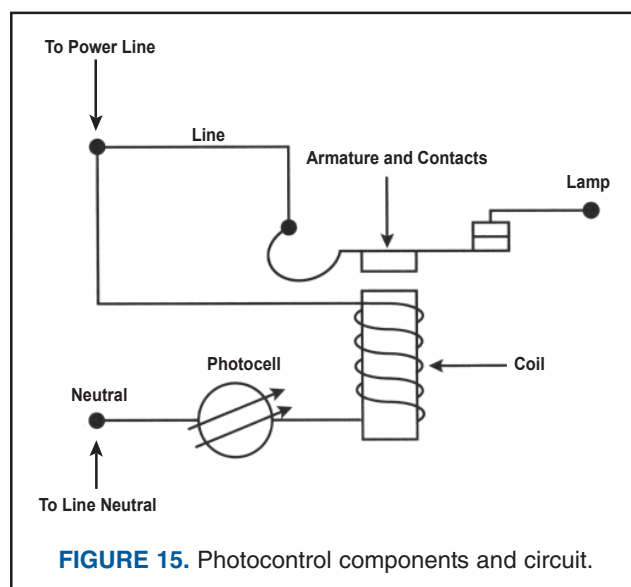 To Power Line
Line
Armature and Contacts
Lamp
Photocell
Coil
Neutral
To Line Neutral
FIGURE 15. Photocontrol components and circuit.